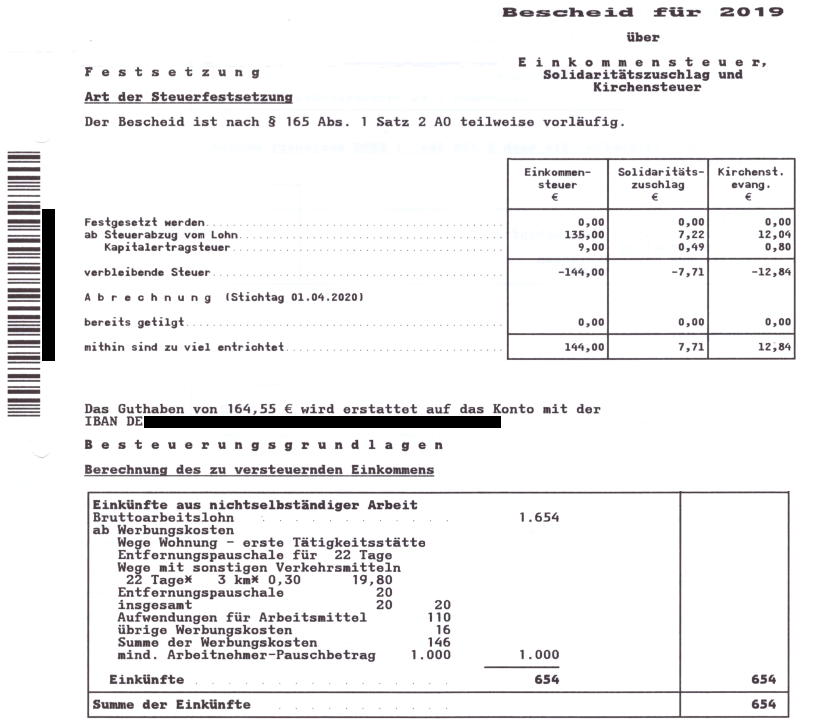 Bescheid für 2019
über
E i n k o m m e n s t e u e r,
Solidaritätszuschlag und
Kirchensteuer
F e s t s e t z u n g
Art der Steuerfestsetzung
Der Bescheid ist nach § 165 Abs. 1 Satz 2 AO teilweise vorläufig.
Einkommen- Solidaritäts- Kirchenst.
steuer zuschlag evang.
€ € €
Festgesetzt werden 0,00 0,00 0,00
ab Steuerabzug vom Lohn 135,00 7,22 12,04
Kapitalertragsteuer 9,00 0,49 0,80
verbleibende Steuer -144,00 -7,71 -12,84
A b r e c h n u n g (Stichtag 01.04.2020)
bereits getilgt 0,00 0,00 0,00
mithin sind zu viel entrichtet 144,00 7,71 12,84
Das Guthaben von 164,55 € wird erstattet auf das Konto mit der
IBAN DE
B e s t e u e r u n g s g r u n d l a g e n
Berechnung des zu versteuernden Einkommens
Einkünfte aus nichtselbständiger Arbeit
Bruttoarbeitslohn 1.654
ab Werbungskosten
Wege Wohnung - erste Tätigkeitsstätte
Entfernungspauschale für 22 Tage
Wege mit sonstigen Verkehrsmitteln
22 Tage* 3 km* 0,30 19,80
Entfernungspauschale 20
insgesamt 20 20
Aufwendungen für Arbeitsmittel 110
übrige Werbungskosten 16
Summe der Werbungskosten 146
mind. Arbeitnehmer-Pauschbetrag 1.000 1.000
Einkünfte 654 654
Summe der Einkünfte 654